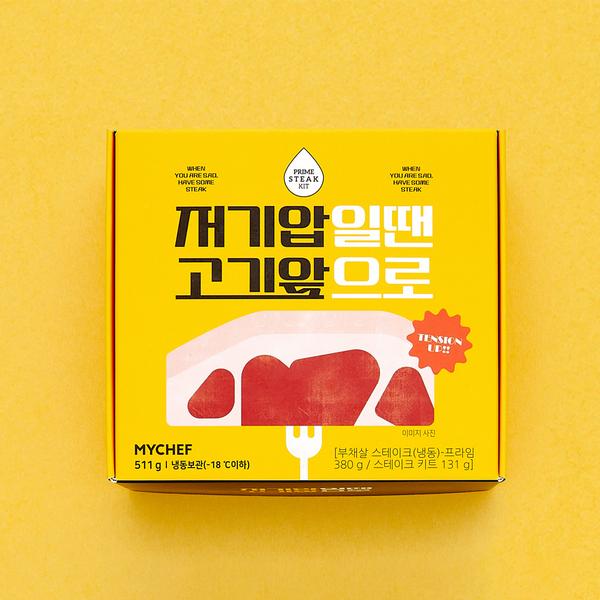 WHEN
YOU ARE SAD,
HAVE SOME
STEAK
PRIME
STEAK
KIT
WHEN
YOU ARE SAD,
HAVE SOME
STEAK
저기압일땐
고기앞으로
TENSION
UP!!
이미지 사진
MYCHEF
511 g I 냉동보관(-18 ℃이하)
[부채살 스테이크(냉동)-프라임
380 g / 스테이크 키트 131 g]